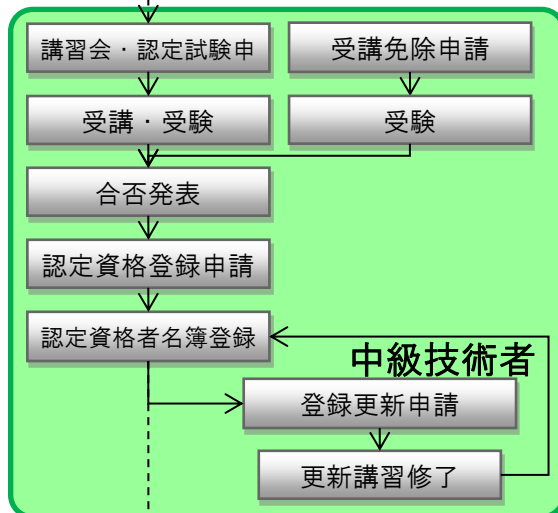 講習会・認定試験申
受講免除申請
受講・受験
受験
合否発表
認定資格登録申請
認定資格者名簿登録
中級技術者
登録更新申請
更新講習修了